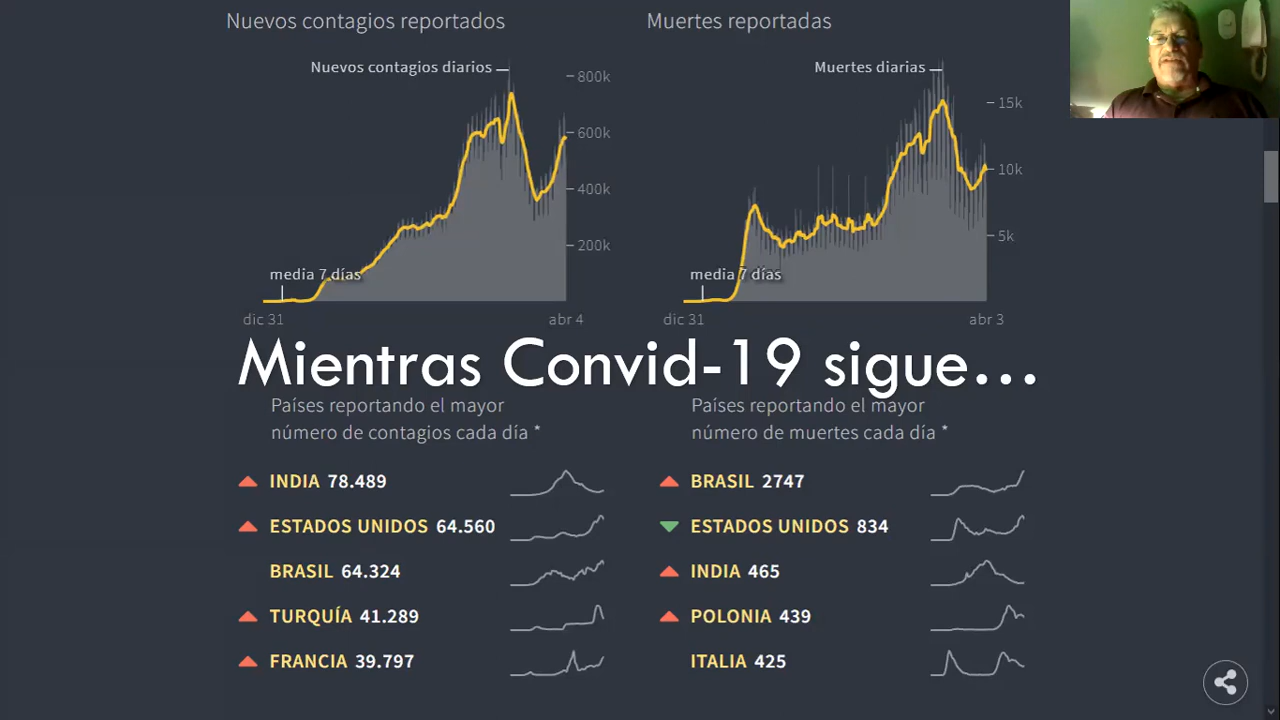 Nuevos contagios reportados
Muertes reportadas
Nuevos contagios diarios
800k
600k
400k
200k
media 7 días
dic 31
abr 4
Muertes diarias
15k
10k
5k
media 7 días
dic 31
abr 3
Mientras Convid-19 sigue...
Países reportando el mayor
número de contagios cada día *
INDIA 78.489
ESTADOS UNIDOS 64.560
BRASIL 64.324
TURQUÍA 41.289
FRANCIA 39.797
Países reportando el mayor
número de muertes cada día *
BRASIL 2747
ESTADOS UNIDOS 834
INDIA 465
POLONIA 439
ITALIA 425